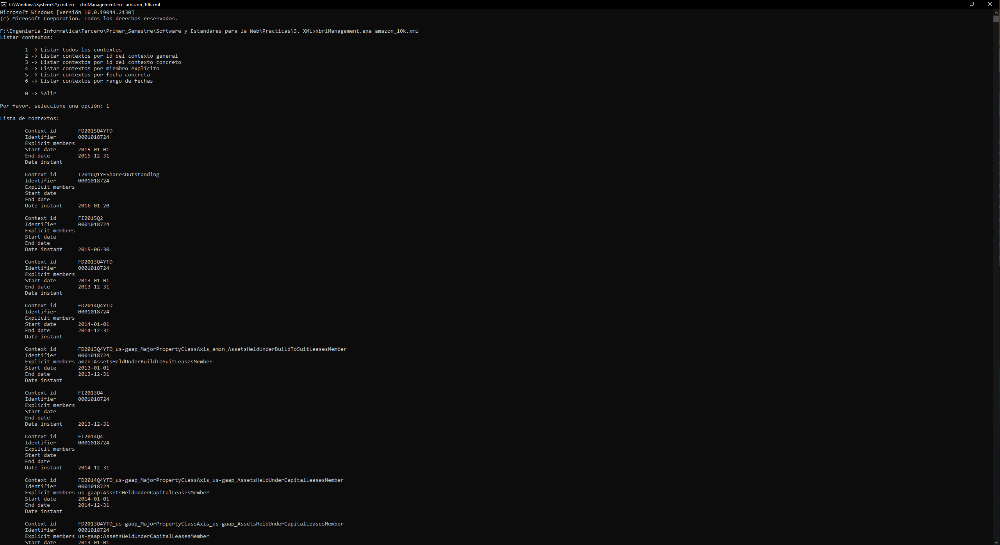 C:\Windows\System32\cmd.exe - xbrlManagement.exe amazon_10k.xml
Microsoft Windows [Versión 10.0.19044.2130]
(c) Microsoft Corporation. Todos los derechos reservados.
F:\Ingenieria Informatica\Tercero\Primer_Semestre\Software y Estandares para la Web\Practicas\3. XML>xbrlManagement.exe amazon_10k.xml
Listar contextos:
1 -> Listar todos los contextos
2 -> Listar contextos por id del contexto general
3 -> Listar contextos por id del contexto concreto
4 -> Listar contextos por miembro explícito
5 -> Listar contextos por fecha concreta
6 -> Listar contextos por rango de fechas
0 -> Salir
Por favor, seleccione una opción: 1
Lista de contextos:
----------------------------------------------------------------------------------------------------------------------------------------------------------------------------------------------
Context id FD2015Q4YTD
Identifier 0001018724
Explicit members
Start date 2015-01-01
End date 2015-12-31
Date instant
Context id I2016Q1YESharesOutstanding
Identifier 0001018724
Explicit members
Start date
End date
Date instant 2016-01-20
Context id FI2015Q2
Identifier 0001018724
Explicit members
Start date
End date
Date instant 2015-06-30
Context id FD2013Q4YTD
Identifier 0001018724
Explicit members
Start date 2013-01-01
End date 2013-12-31
Date instant
Context id FD2014Q4YTD
Identifier 0001018724
Explicit members
Start date 2014-01-01
End date 2014-12-31
Date instant
Context id FD2013Q4YTD_us-gaap_MajorPropertyClassAxis_amzn_AssetsHeldUnderBuildToSuitLeasesMember
Identifier 0001018724
Explicit members amzn:AssetsHeldUnderBuildToSuitLeasesMember
Start date 2013-01-01
End date 2013-12-31
Date instant
Context id FI2013Q4
Identifier 0001018724
Explicit members
Start date
End date
Date instant 2013-12-31
Context id FI2014Q4
Identifier 0001018724
Explicit members
Start date
End date
Date instant 2014-12-31
Context id FD2014Q4YTD_us-gaap_MajorPropertyClassAxis_us-gaap_AssetsHeldUnderCapitalLeasesMember
Identifier 0001018724
Explicit members us-gaap:AssetsHeldUnderCapitalLeasesMember
Start date 2014-01-01
End date 2014-12-31
Date instant
Context id FD2013Q4YTD_us-gaap_MajorPropertyClassAxis_us-gaap_AssetsHeldUnderCapitalLeasesMember
Identifier 0001018724
Explicit members us-gaap:AssetsHeldUnderCapitalLeasesMember
Start date 2013-01-01